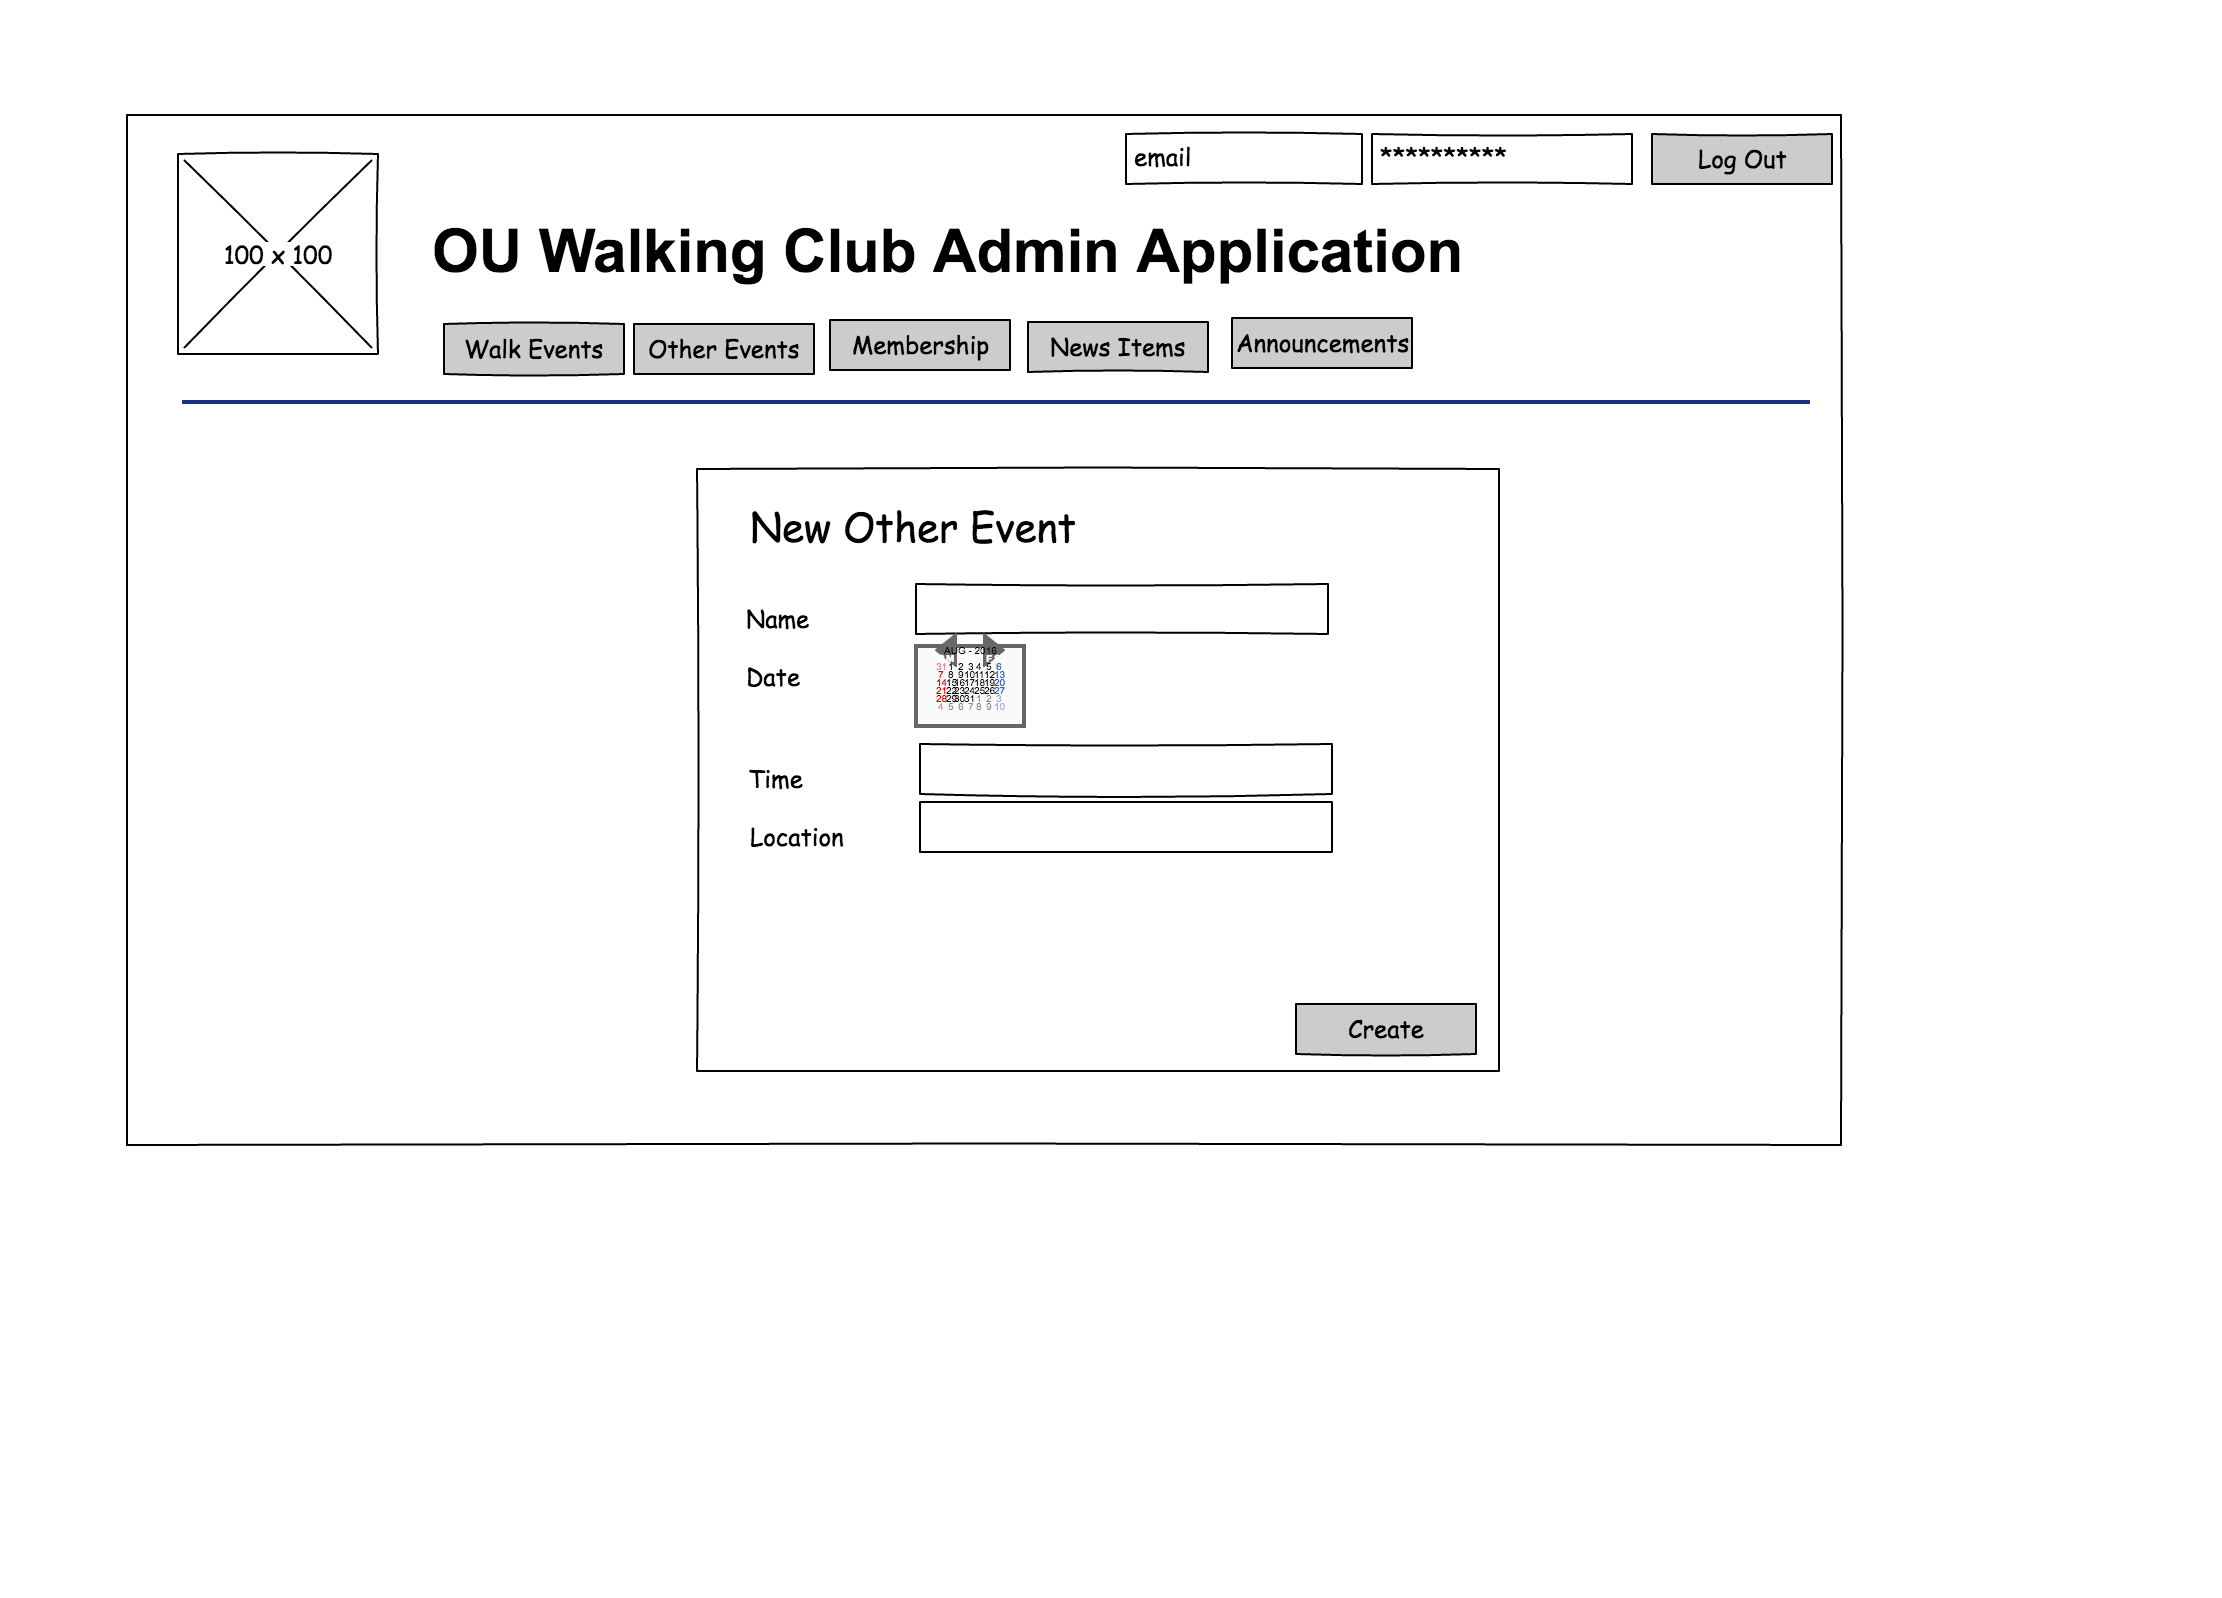 email
**********
Log Out
100 x 100
OU Walking Club Admin Application
Walk Events
Other Events
Membership
News Items
Announcements
New Other Event
Name
Date
AUG - 2016
31 1 2 3 4 5 6
7 8 9 10 11 12 13
14 15 16 17 18 19 20
21 22 23 24 25 26 27
28 29 30 31 1 2 3
4 5 6 7 8 9 10
Time
Location
Create